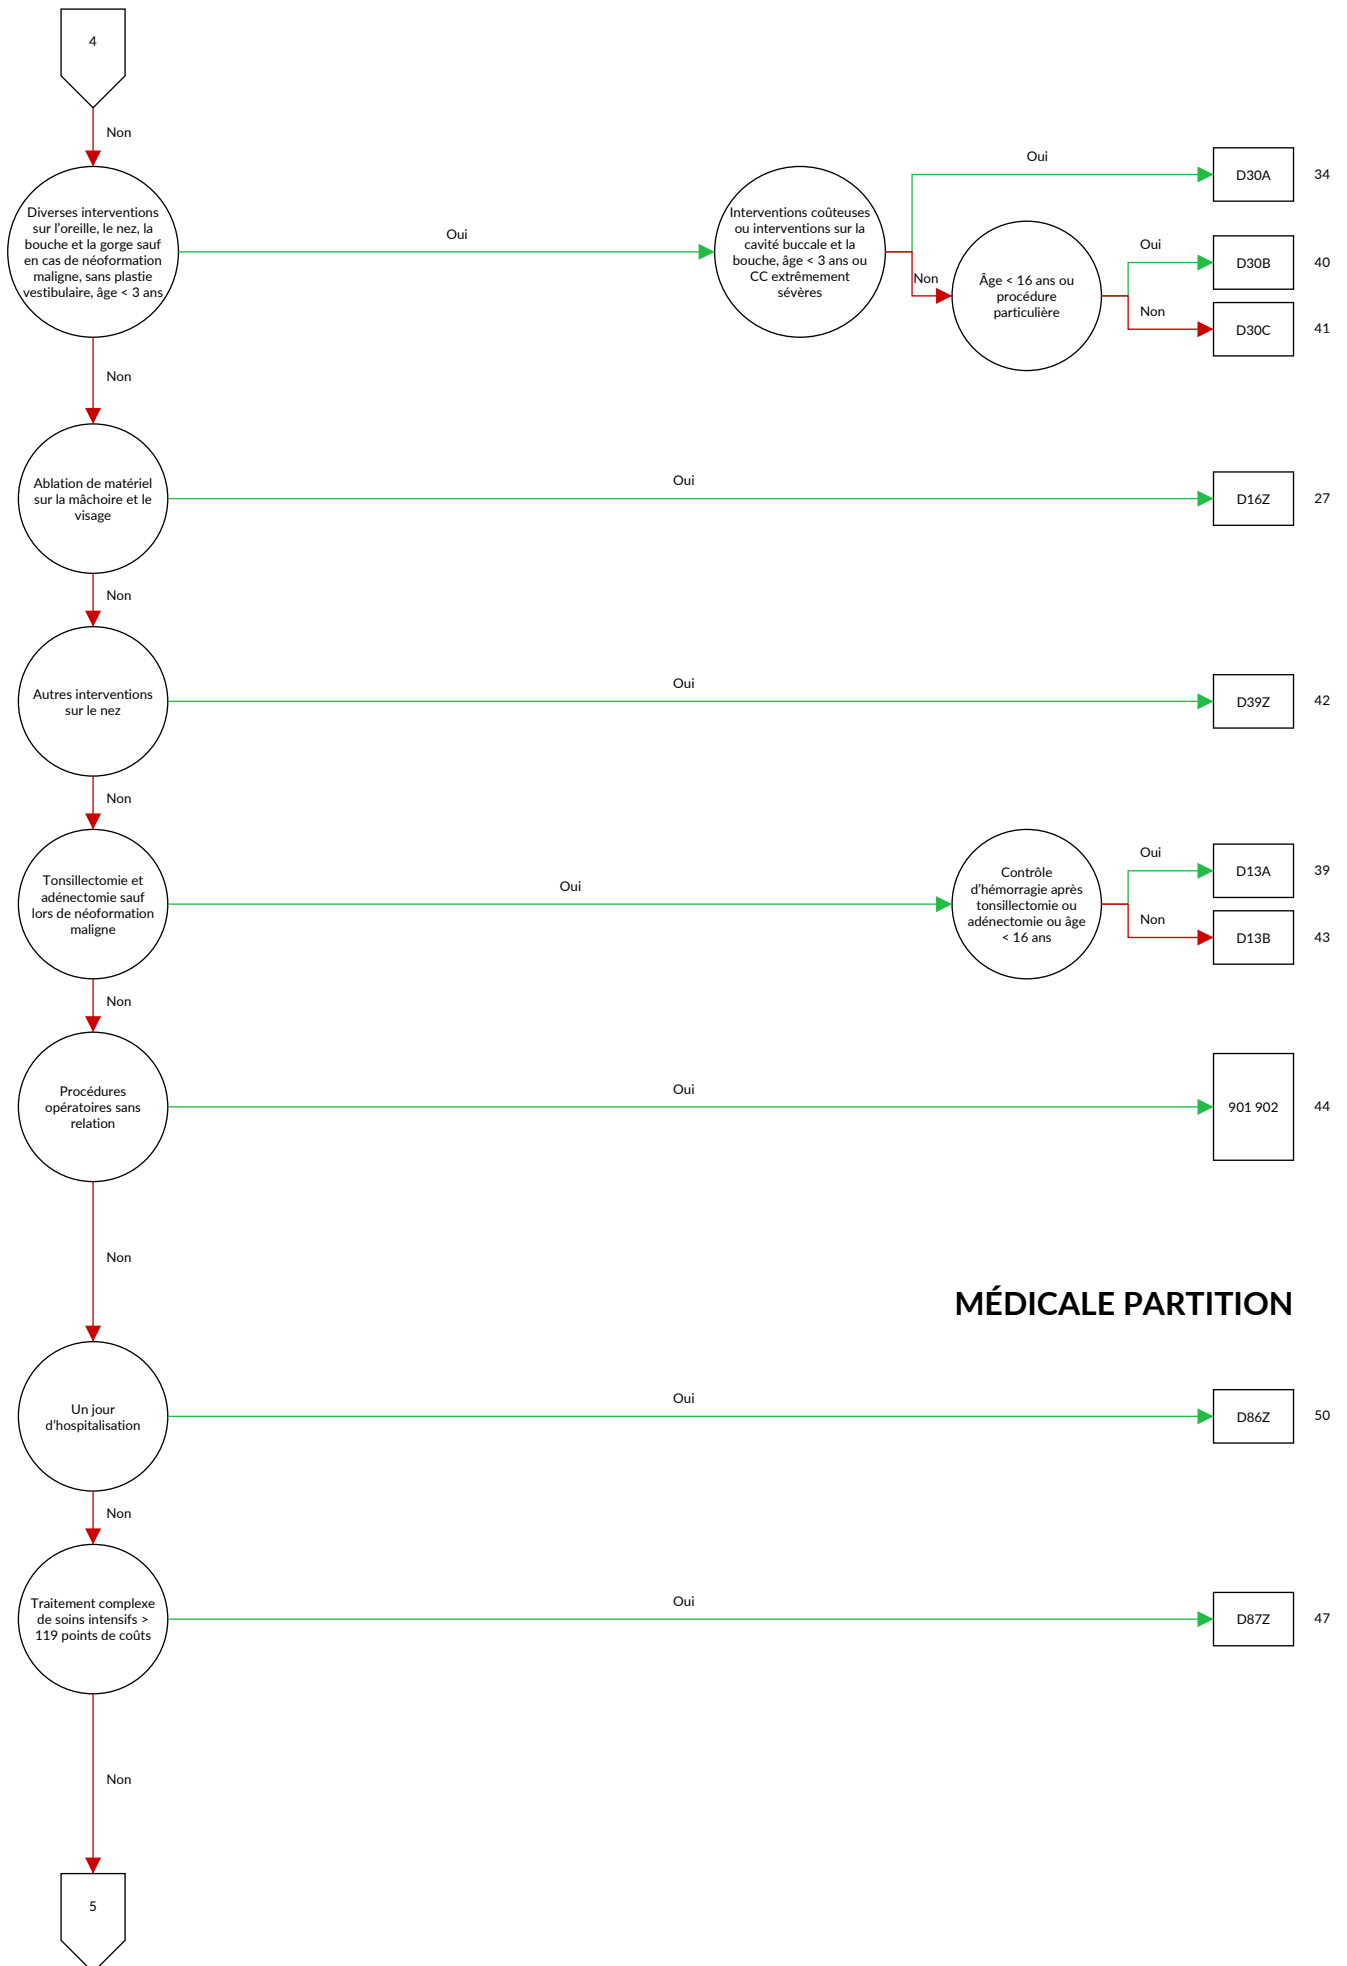 4
Non
Diverses interventions
sur l'oreille, le nez, la
bouche et la gorge sauf
en cas de néoformation
maligne, sans plastie
vestibulaire, âge < 3 ans
Oui
Interventions coûteuses
ou interventions sur la
cavité buccale et la
bouche, âge < 3 ans ou
CC extrêmement
sévères
Oui
D30A
34
Non
Âge < 16 ans ou
procédure
particulière
Oui
D30B
40
Non
D30C
41
Non
Ablation de matériel
sur la mâchoire et le
visage
Oui
D16Z
27
Non
Autres interventions
sur le nez
Oui
D39Z
42
Non
Tonsillectomie et
adénectomie sauf
lors de néoformation
maligne
Oui
Contrôle
d'hémorragie après
tonsillectomie ou
adénectomie ou âge
< 16 ans
Oui
D13A
39
Non
D13B
43
Non
Procédures
opératoires sans
relation
Oui
901 902
44
Non
MÉDICALE PARTITION
Un jour
d'hospitalisation
Oui
D86Z
50
Non
Traitement complexe
de soins intensifs >
119 points de coûts
Oui
D87Z
47
Non
5